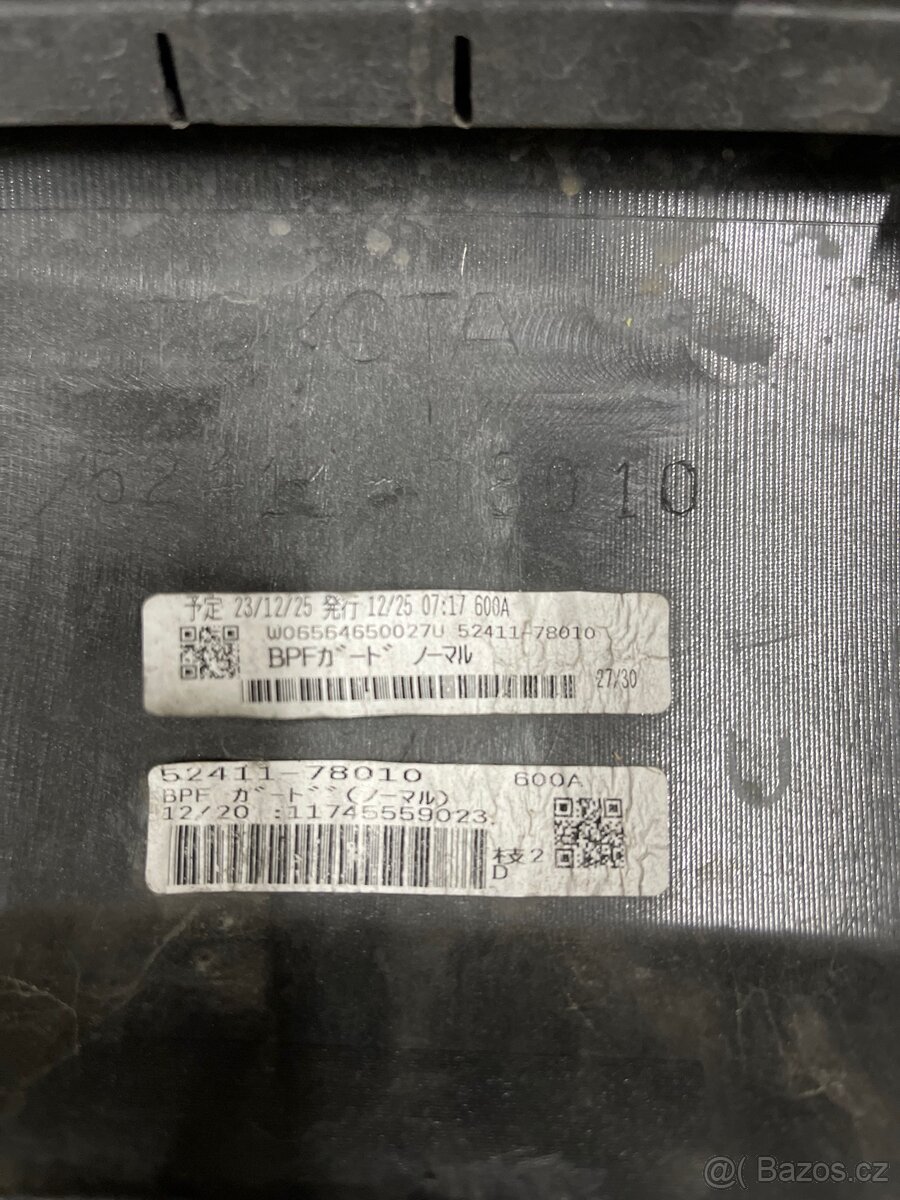 TOYOTA
52411-78010
予定 23/12/25 発行 12/25 07:17 600A
W06564650027U 52411-78010
BPFガード ノーマル
27/30
52411-78010 600A
BPF ガード(ノーマル)
12/20 :11745559023
枝2
D
@( Bazos.cz